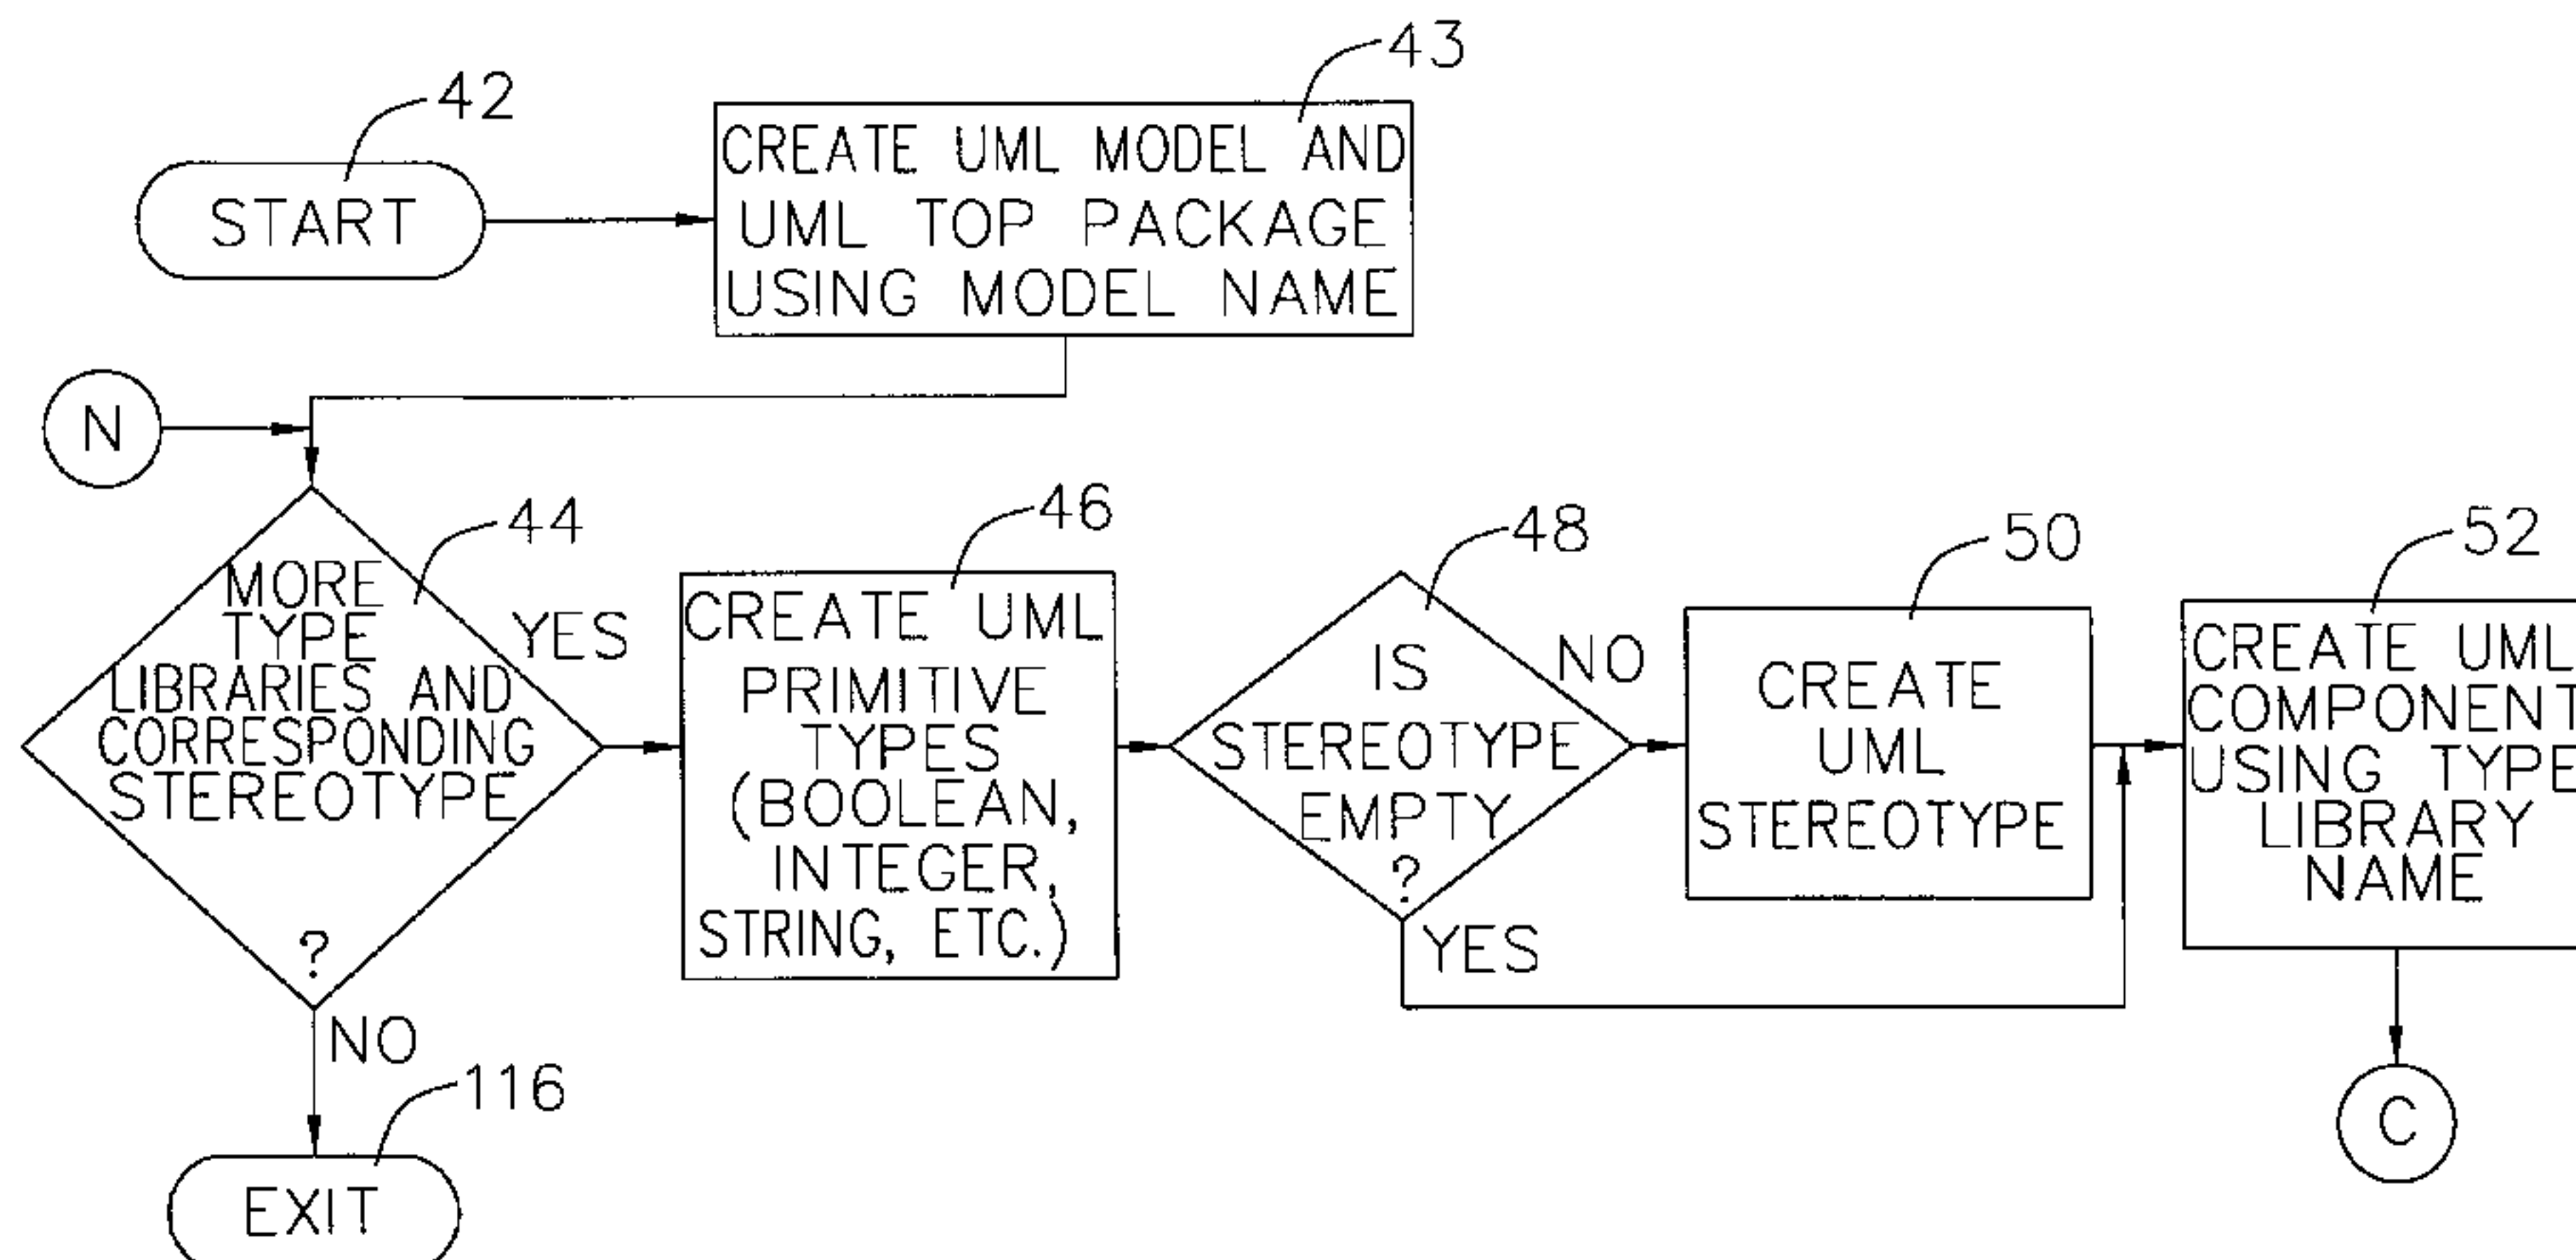 43
42
CREATE UML MODEL AND
UML TOP PACKAGE
USING MODEL NAME
START
N
44
MORE
TYPE
LIBRARIES AND
CORRESPONDING
STEREOTYPE
?
YES
NO
46
CREATE UML
PRIMITIVE
TYPES
(BOOLEAN,
INTEGER,
STRING, ETC.)
48
IS
STEREOTYPE
EMPTY
?
NO
YES
50
CREATE
UML
STEREOTYPE
52
CREATE UML
COMPONENT
USING TYPE
LIBRARY
NAME
C
116
EXIT